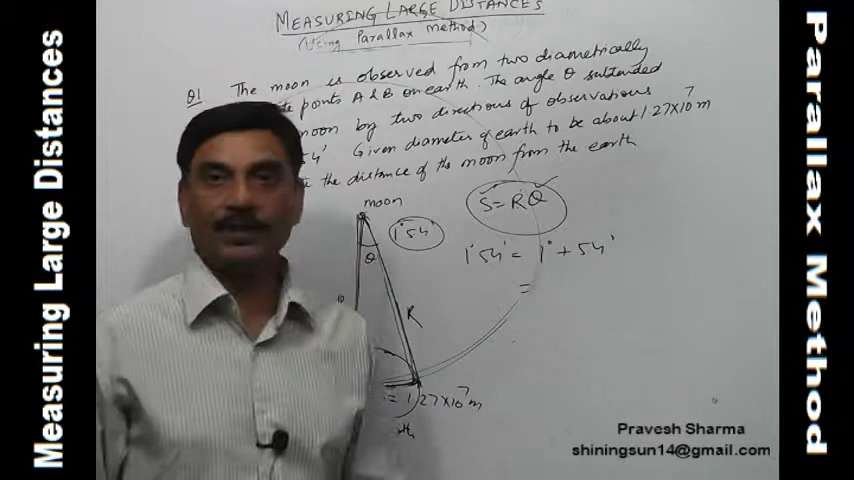 Measuring Large Distances
MEASURING LARGE DISTANCES
(Using Parallax Method)
Q1 The moon is observed from two diametrically
points A & B on earth. The angle θ subtended
moon by two directions of observations
54'. Given diameter of earth to be about 1.27×10⁷ m
the distance of the moon from the earth
moon
1°54'
θ
S = Rθ
1°54' = 1° + 54'
=
R
= 1.27×10⁷ m
Pravesh Sharma
shiningsun14@gmail.com
Parallax Method